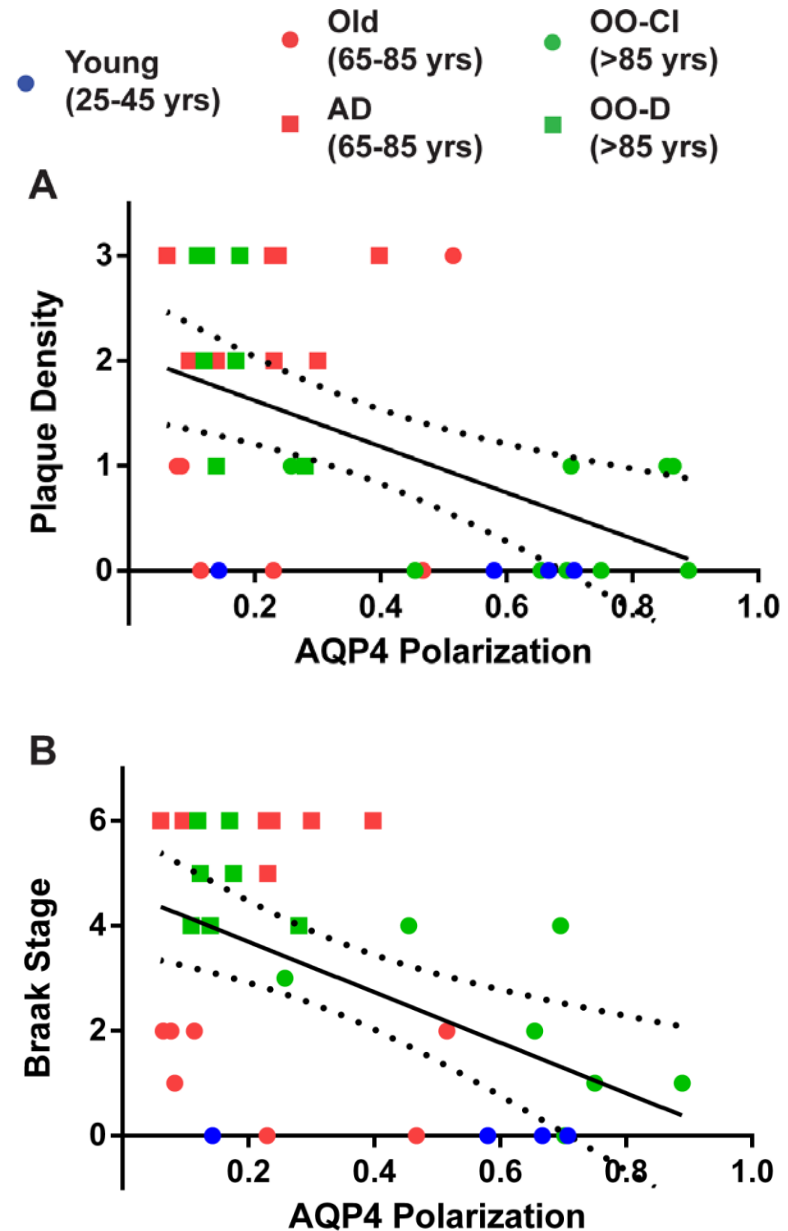 Young
(25-45 yrs)
Old
(65-85 yrs)
AD
(65-85 yrs)
OO-CI
(>85 yrs)
OO-D
(>85 yrs)
A
Plaque Density
3
2
1
0
0.2 0.4 0.6 0.8 1.0
AQP4 Polarization
B
Braak Stage
6
4
2
0
0.2 0.4 0.6 0.8 1.0
AQP4 Polarization